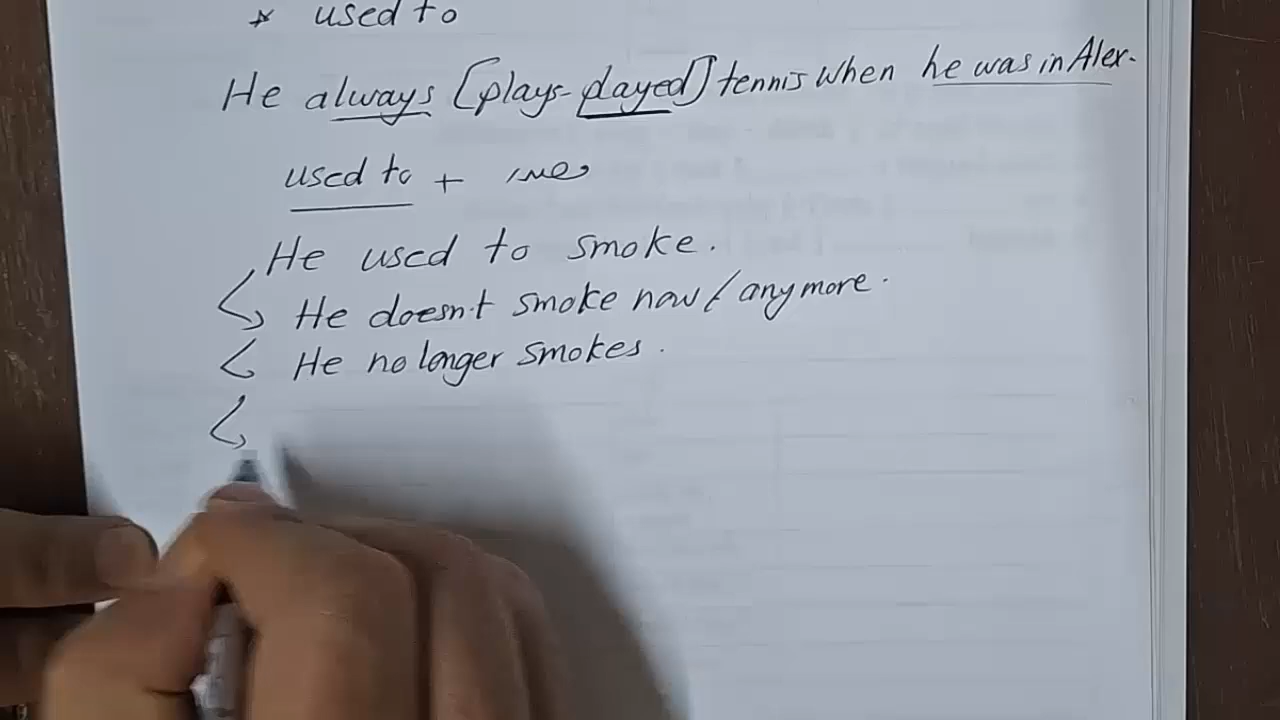 * used to
He always [plays - played] tennis when he was in Alex.
used to + مصدر
He used to smoke.
He doesn't smoke now / anymore.
He no longer smokes.